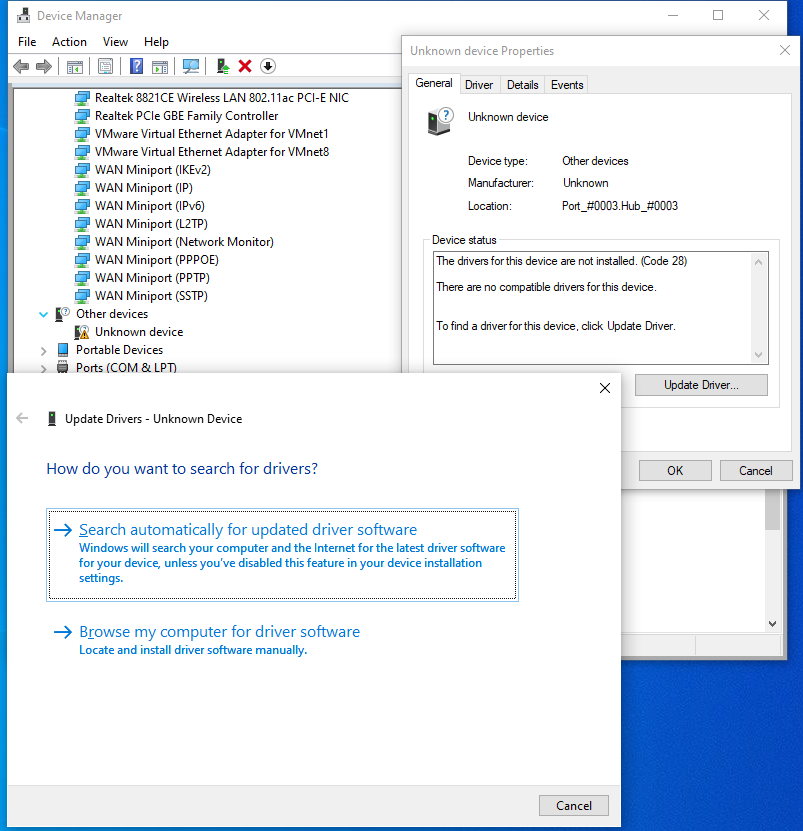 Device Manager
File Action View Help
Realtek 8821CE Wireless LAN 802.11ac PCI-E NIC
Realtek PCIe GBE Family Controller
VMware Virtual Ethernet Adapter for VMnet1
VMware Virtual Ethernet Adapter for VMnet8
WAN Miniport (IKEv2)
WAN Miniport (IP)
WAN Miniport (IPv6)
WAN Miniport (L2TP)
WAN Miniport (Network Monitor)
WAN Miniport (PPPOE)
WAN Miniport (PPTP)
WAN Miniport (SSTP)
Other devices
Unknown device
Portable Devices
Ports (COM & LPT)
Unknown device Properties
General Driver Details Events
Unknown device
Device type: Other devices
Manufacturer: Unknown
Location: Port_#0003.Hub_#0003
Device status
The drivers for this device are not installed. (Code 28)
There are no compatible drivers for this device.
To find a driver for this device, click Update Driver.
Update Driver...
OK Cancel
Update Drivers - Unknown Device
How do you want to search for drivers?
Search automatically for updated driver software
Windows will search your computer and the Internet for the latest driver software
for your device, unless you've disabled this feature in your device installation
settings.
Browse my computer for driver software
Locate and install driver software manually.
Cancel